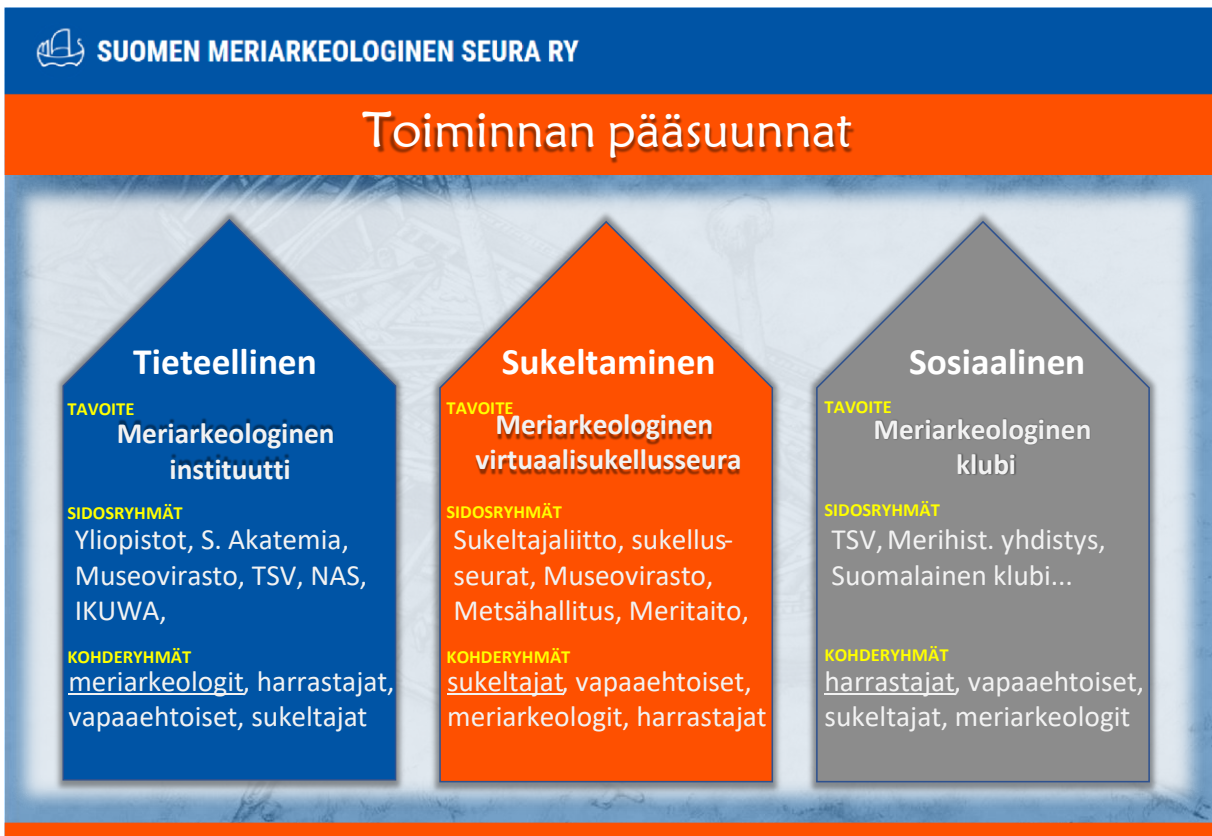 SUOMEN MERIARKEOLOGINEN SEURA RY
Toiminnan pääsuunnat
Tieteellinen
TAVOITE
Meriarkeologinen
instituutti
SIDOSRYHMÄT
Yliopistot, S. Akatemia,
Museovirasto, TSV, NAS,
IKUWA,
KOHDERYHMÄT
meriarkeologit, harrastajat,
vapaaehtoiset, sukeltajat
Sukeltaminen
TAVOITE
Meriarkeologinen
virtuaalisukellusseura
SIDOSRYHMÄT
Sukeltajaliitto, sukellus-
seurat, Museovirasto,
Metsähallitus, Meritaito,
KOHDERYHMÄT
sukeltajat, vapaaehtoiset,
meriarkeologit, harrastajat
Sosiaalinen
TAVOITE
Meriarkeologinen
klubi
SIDOSRYHMÄT
TSV, Merihist. yhdistys,
Suomalainen klubi...
KOHDERYHMÄT
harrastajat, vapaaehtoiset,
sukeltajat, meriarkeologit